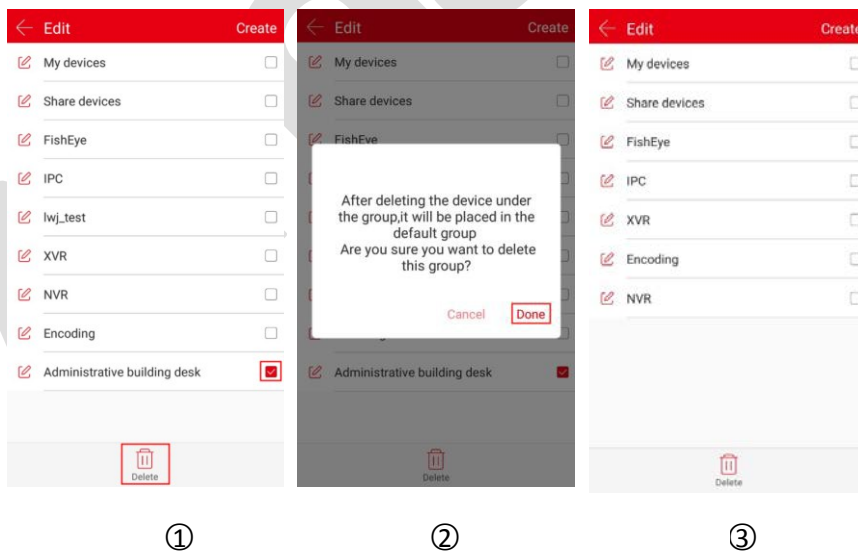 Edit Create
My devices
Share devices
FishEye
IPC
lwj_test
XVR
NVR
Encoding
Administrative building desk
Delete
①
Edit Create
My devices
Share devices
FishEye
After deleting the device under
the group,it will be placed in the
default group
Are you sure you want to delete
this group?
Cancel Done
Administrative building desk
Delete
②
Edit Create
My devices
Share devices
FishEye
IPC
XVR
Encoding
NVR
Delete
③